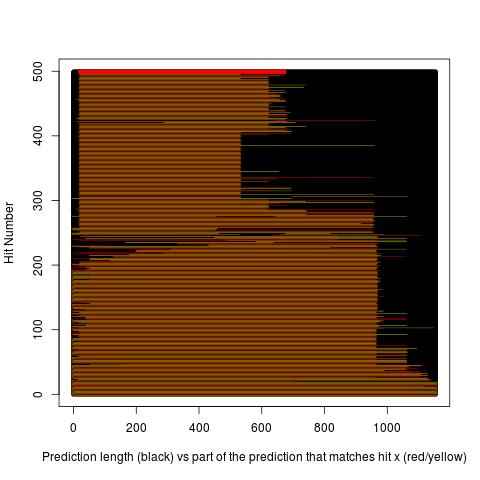 500
400
300
200
100
0
Hit Number
0 200 400 600 800 1000
Prediction length (black) vs part of the prediction that matches hit x (red/yellow)